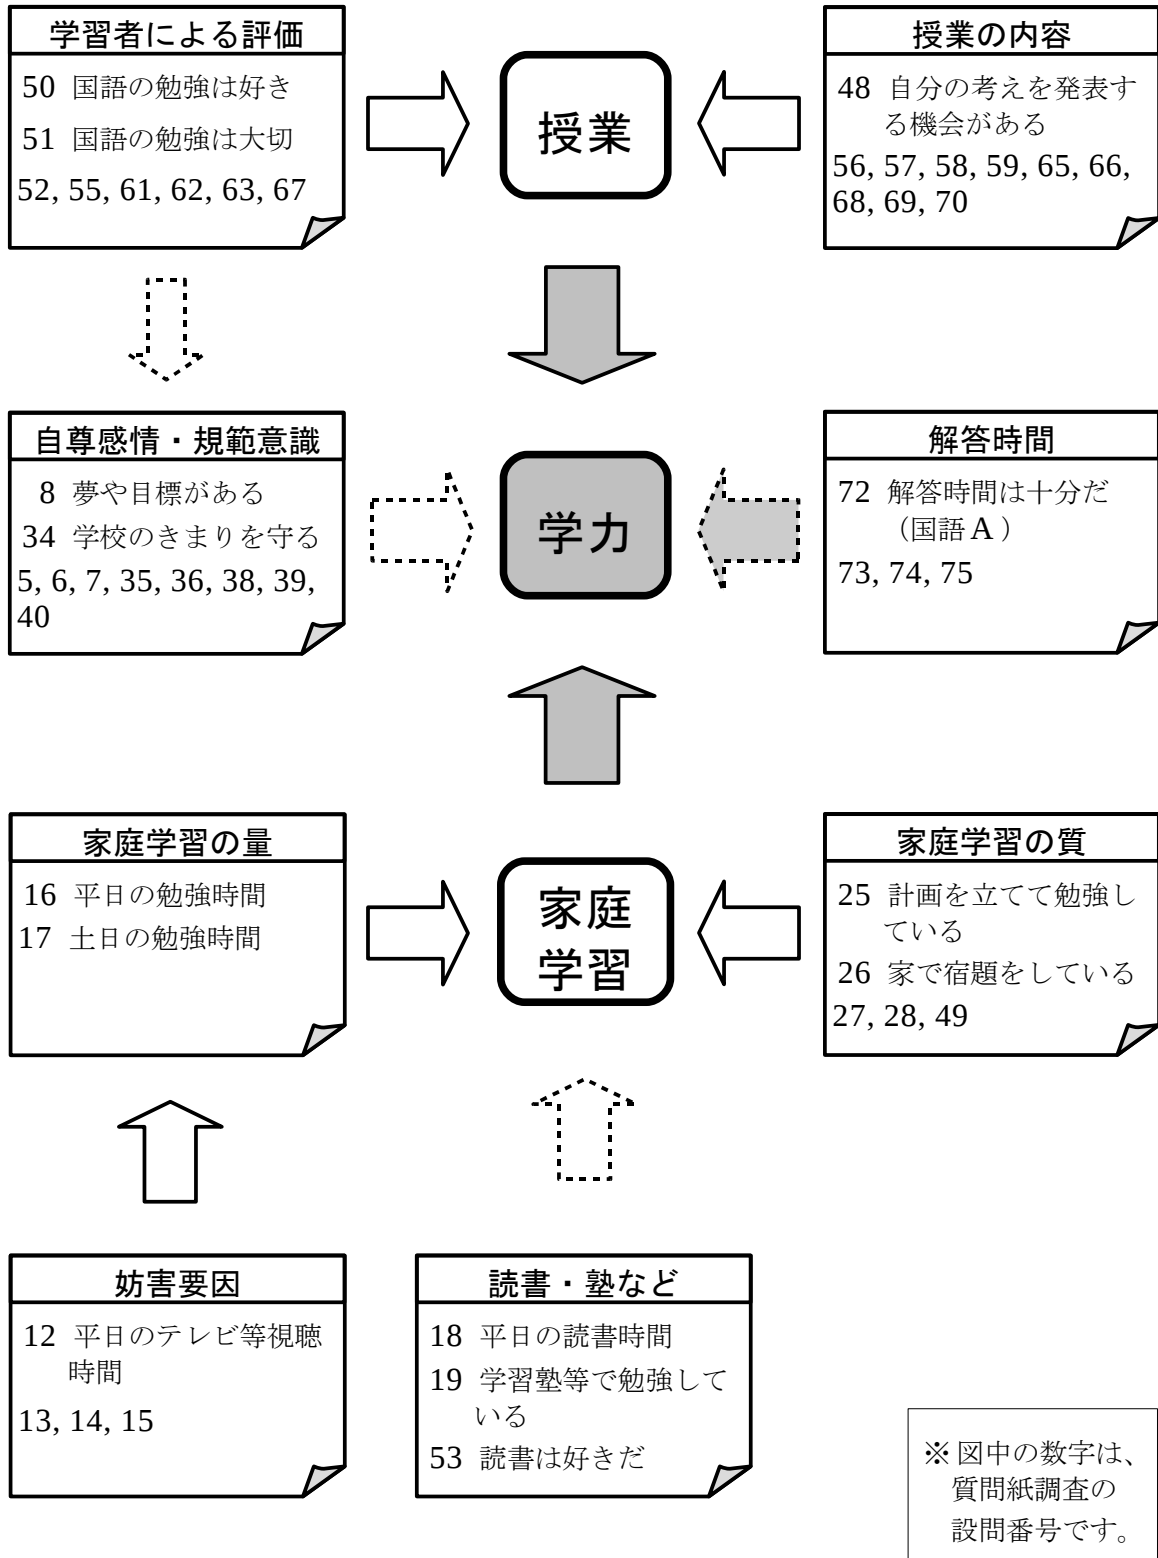 学習者による評価
50 国語の勉強は好き
51 国語の勉強は大切
52, 55, 61, 62, 63, 67
授業
授業の内容
48 自分の考えを発表す
る機会がある
56, 57, 58, 59, 65, 66,
68, 69, 70
自尊感情・規範意識
8 夢や目標がある
34 学校のきまりを守る
5, 6, 7, 35, 36, 38, 39,
40
学力
解答時間
72 解答時間は十分だ
（国語A）
73, 74, 75
家庭学習の量
16 平日の勉強時間
17 土日の勉強時間
家庭
学習
家庭学習の質
25 計画を立てて勉強し
ている
26 家で宿題をしている
27, 28, 49
妨害要因
12 平日のテレビ等視聴
時間
13, 14, 15
読書・塾など
18 平日の読書時間
19 学習塾等で勉強して
いる
53 読書は好きだ
※図中の数字は、
質問紙調査の
設問番号です。